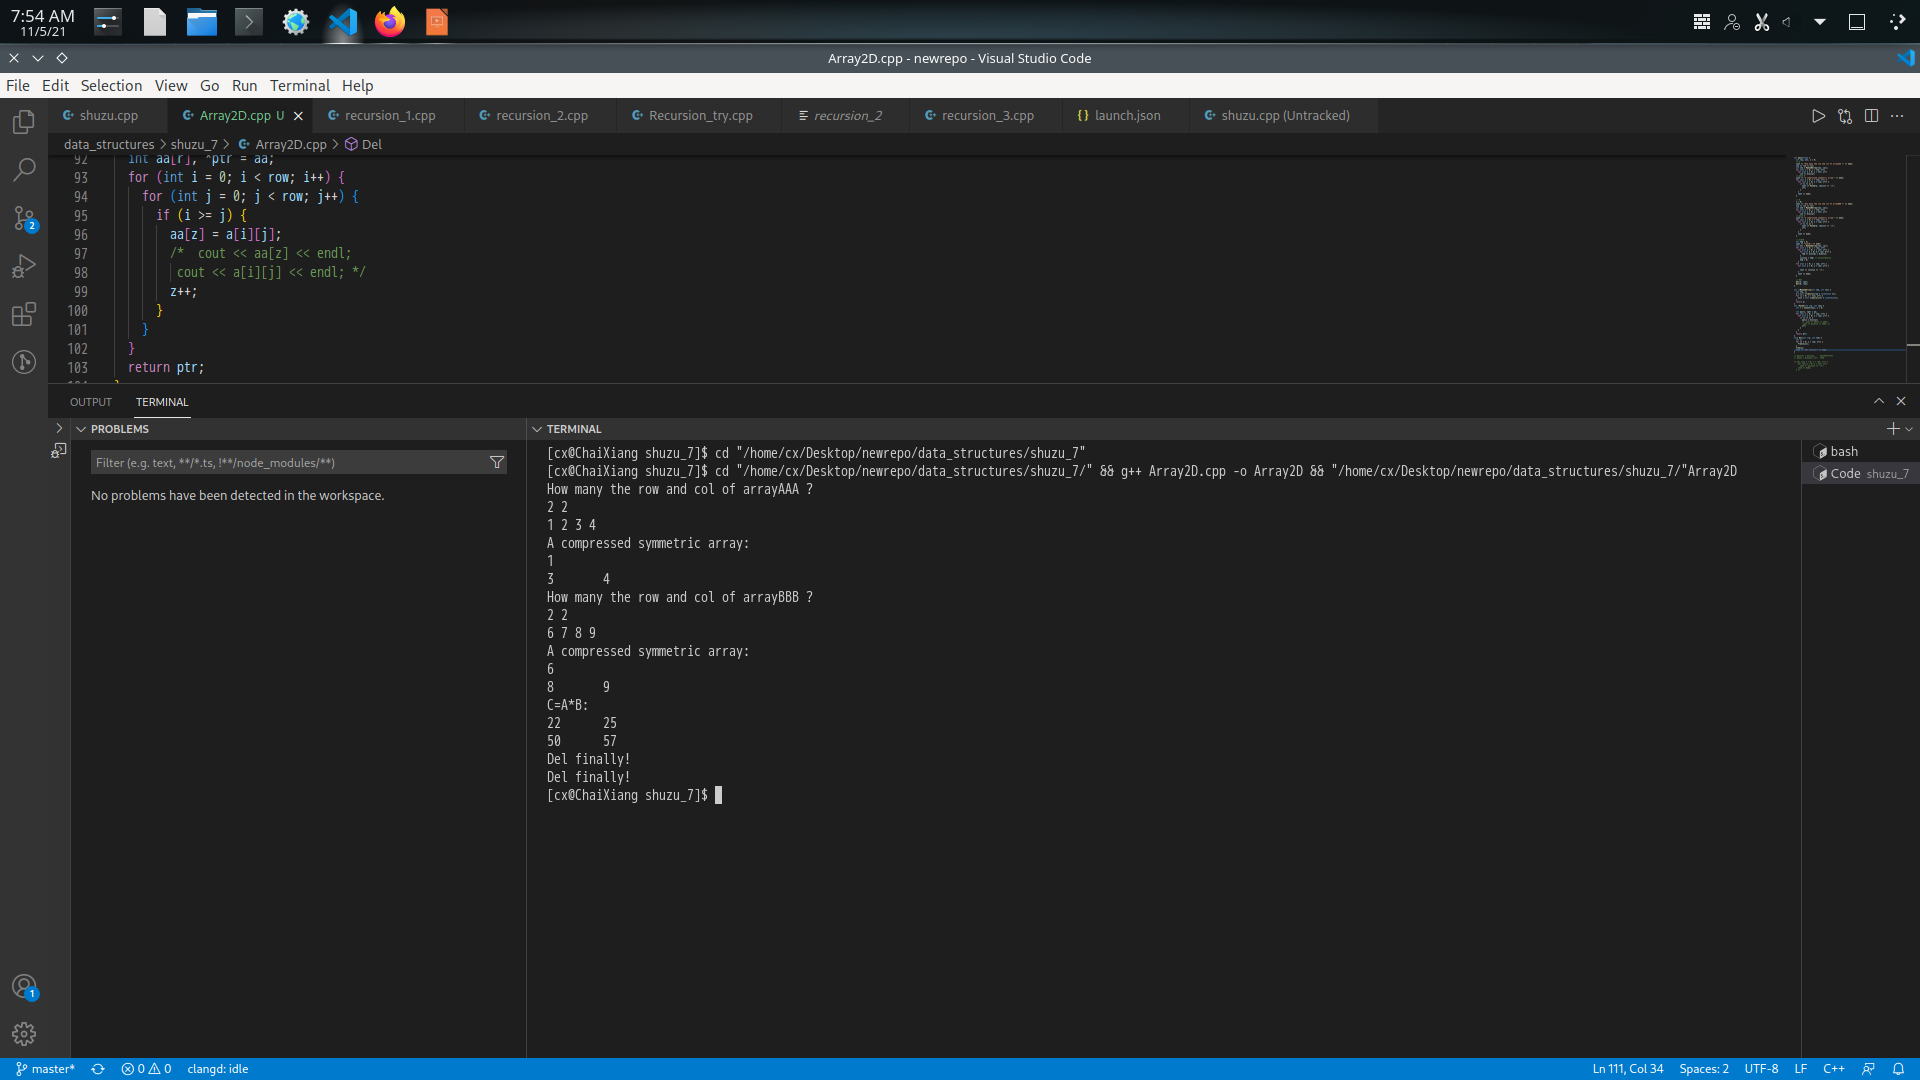 7:54 AM
11/5/21
Array2D.cpp - newrepo - Visual Studio Code
File Edit Selection View Go Run Terminal Help
shuzu.cpp Array2D.cpp U recursion_1.cpp recursion_2.cpp Recursion_try.cpp recursion_2 recursion_3.cpp {} launch.json shuzu.cpp (Untracked)
data_structures > shuzu_7 > Array2D.cpp > Del
92 int aa[r], *ptr = aa;
93 for (int i = 0; i < row; i++) {
94 for (int j = 0; j < row; j++) {
95 if (i >= j) {
96 aa[z] = a[i][j];
97 /*  cout << aa[z] << endl;
98 cout << a[i][j] << endl; */
99 z++;
100 }
101 }
102 }
103 return ptr;
2
OUTPUT TERMINAL
PROBLEMS
Filter (e.g. text, **/*.ts, !**/node_modules/**)
No problems have been detected in the workspace.
TERMINAL
[cx@ChaiXiang shuzu_7]$ cd "/home/cx/Desktop/newrepo/data_structures/shuzu_7"
[cx@ChaiXiang shuzu_7]$ cd "/home/cx/Desktop/newrepo/data_structures/shuzu_7/" && g++ Array2D.cpp -o Array2D && "/home/cx/Desktop/newrepo/data_structures/shuzu_7/"Array2D
How many the row and col of arrayAAA ?
2 2
1 2 3 4
A compressed symmetric array:
1
3 4
How many the row and col of arrayBBB ?
2 2
6 7 8 9
A compressed symmetric array:
6
8 9
C=A*B:
22 25
50 57
Del finally!
Del finally!
[cx@ChaiXiang shuzu_7]$
bash
Code shuzu_7
1
master* 0 0 clangd: idle
Ln 111, Col 34 Spaces: 2 UTF-8 LF C++